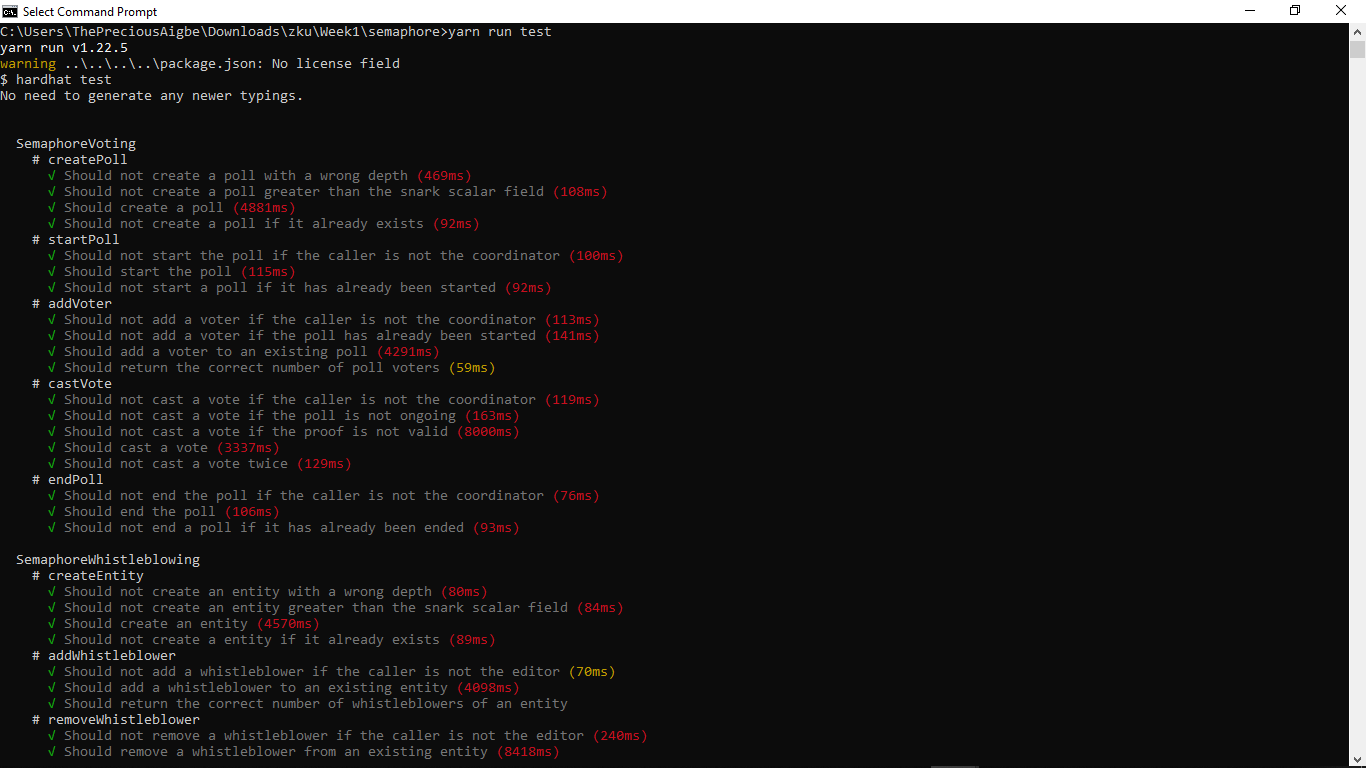 Select Command Prompt
C:\Users\ThePreciousAigbe\Downloads\zku\Week1\semaphore>yarn run test
yarn run v1.22.5
warning ..\..\..\..\package.json: No license field
$ hardhat test
No need to generate any newer typings.
SemaphoreVoting
# createPoll
√ Should not create a poll with a wrong depth (469ms)
√ Should not create a poll greater than the snark scalar field (108ms)
√ Should create a poll (4881ms)
√ Should not create a poll if it already exists (92ms)
# startPoll
√ Should not start the poll if the caller is not the coordinator (100ms)
√ Should start the poll (115ms)
√ Should not start a poll if it has already been started (92ms)
# addVoter
√ Should not add a voter if the caller is not the coordinator (113ms)
√ Should not add a voter if the poll has already been started (141ms)
√ Should add a voter to an existing poll (4291ms)
√ Should return the correct number of poll voters (59ms)
# castVote
√ Should not cast a vote if the caller is not the coordinator (119ms)
√ Should not cast a vote if the poll is not ongoing (163ms)
√ Should not cast a vote if the proof is not valid (8000ms)
√ Should cast a vote (3337ms)
√ Should not cast a vote twice (129ms)
# endPoll
√ Should not end the poll if the caller is not the coordinator (76ms)
√ Should end the poll (106ms)
√ Should not end a poll if it has already been ended (93ms)
SemaphoreWhistleblowing
# createEntity
√ Should not create an entity with a wrong depth (80ms)
√ Should not create an entity greater than the snark scalar field (84ms)
√ Should create an entity (4570ms)
√ Should not create a entity if it already exists (89ms)
# addWhistleblower
√ Should not add a whistleblower if the caller is not the editor (70ms)
√ Should add a whistleblower to an existing entity (4098ms)
√ Should return the correct number of whistleblowers of an entity
# removeWhistleblower
√ Should not remove a whistleblower if the caller is not the editor (240ms)
√ Should remove a whistleblower from an existing entity (8418ms)